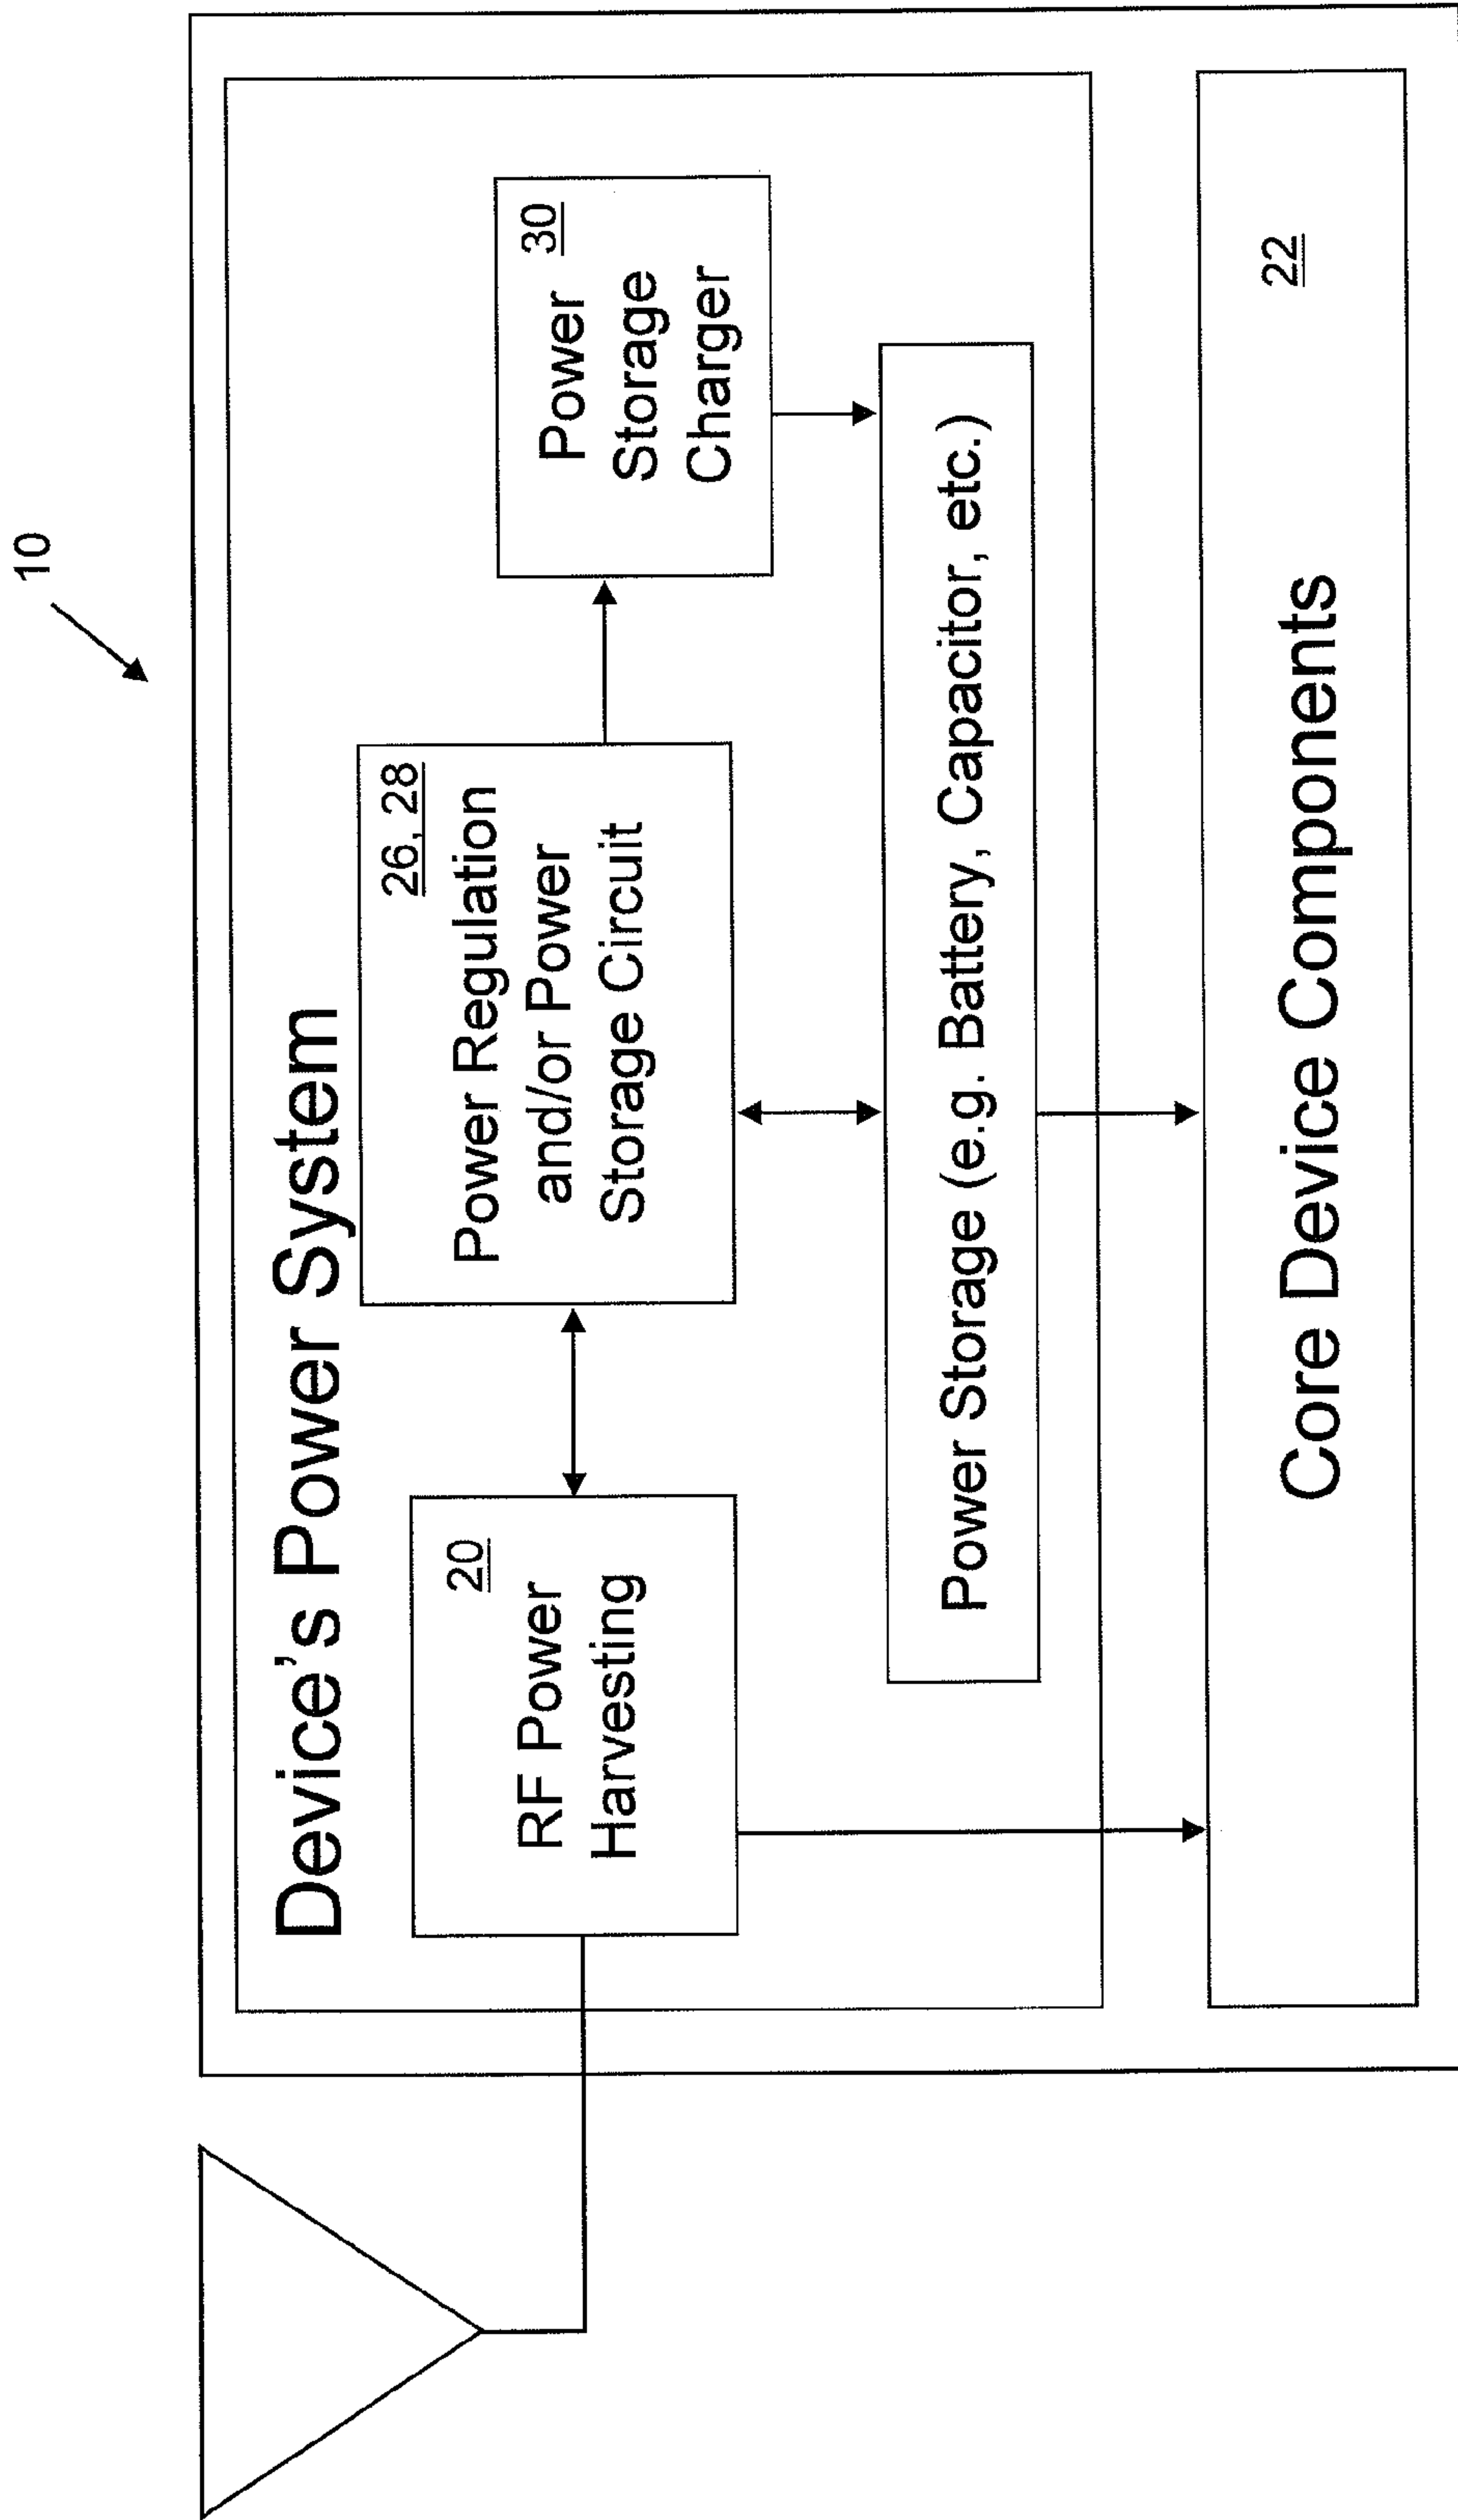 10
Device's Power System
20
RF Power
Harvesting
26, 28
Power Regulation
and/or Power
Storage Circuit
30
Power
Storage
Charger
Power Storage (e.g. Battery, Capacitor, etc.)
22
Core Device Components